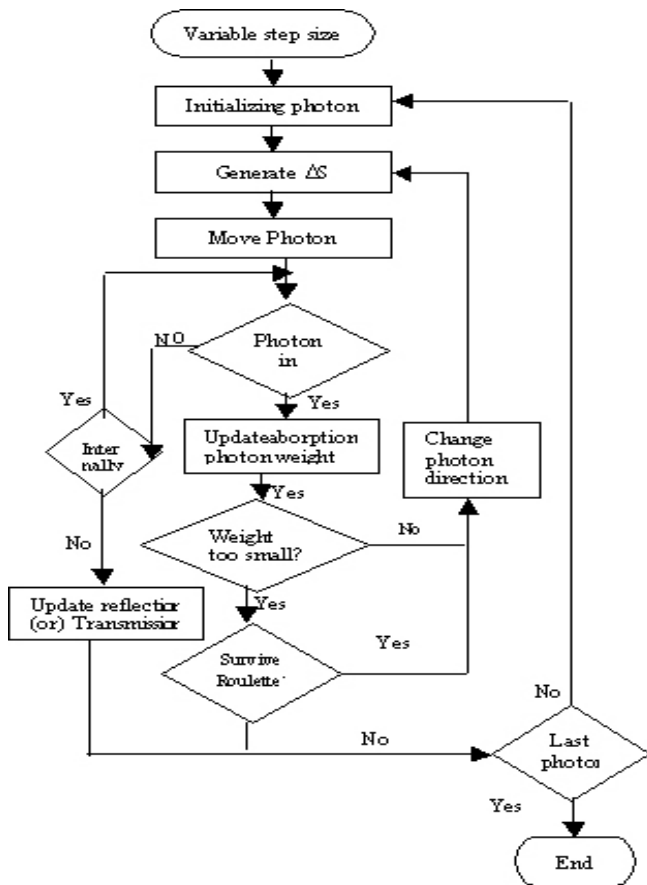 Variable step size
Initializing photon
Generate ΔS
Move Photon
NO
Photon
in
Yes
Yes
Inter
nally
Updateaborption
photon weight
Change
photon
direction
Yes
No
Weight
too small?
No
Update reflection
(or) Transmission
Yes
Survive
Roulette
Yes
No
No
Last
photon
Yes
End